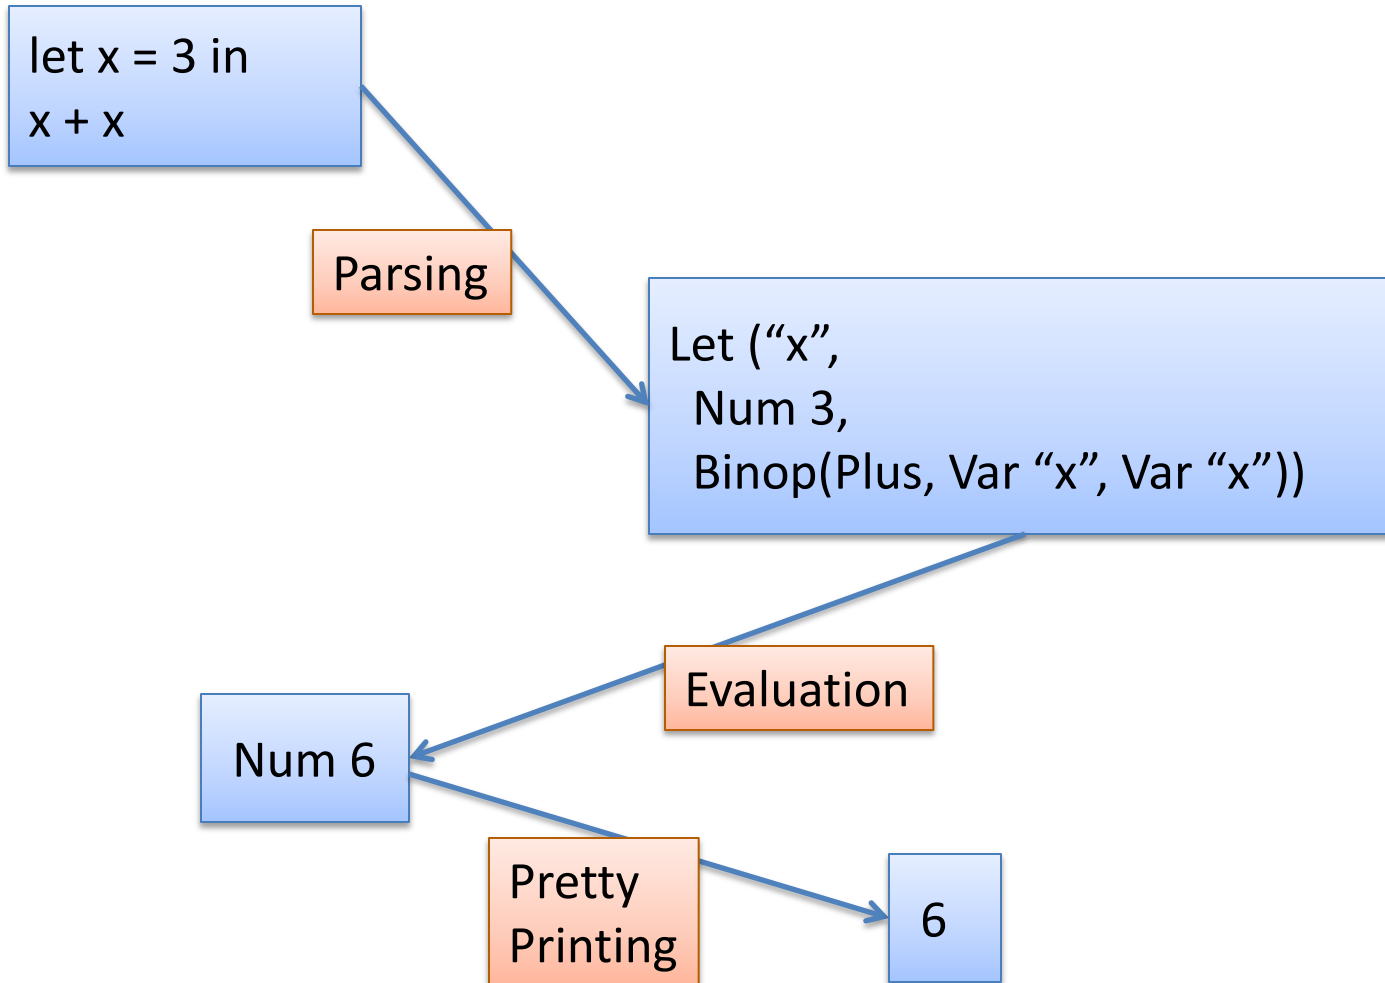 let x = 3 in
x + x
Parsing
Let (“x”,
Num 3,
Binop(Plus, Var “x”, Var “x”))
Evaluation
Num 6
Pretty
Printing
6